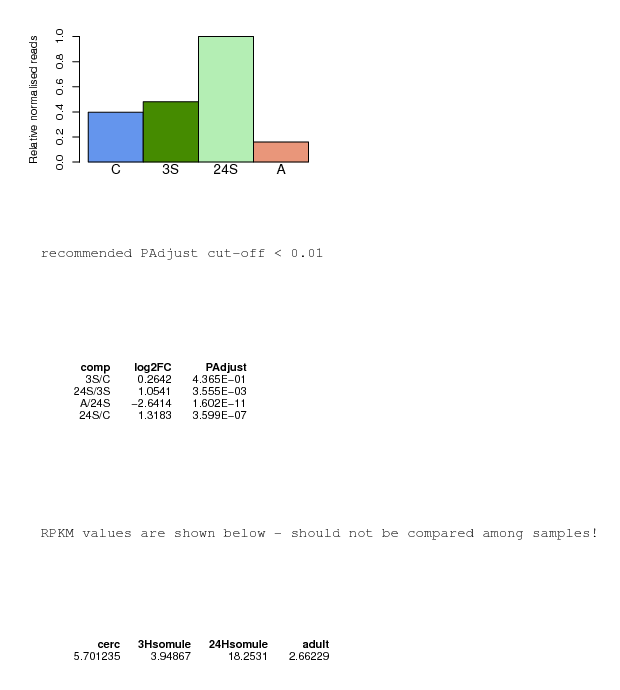 Relative normalised reads
1.0
0.8
0.6
0.4
0.2
0.0
C 3S 24S A
recommended PAdjust cut-off < 0.01
comp log2FC PAdjust
3S/C 0.2642 4.365E−01
24S/3S 1.0541 3.555E−03
A/24S −2.6414 1.602E−11
24S/C 1.3183 3.599E−07
RPKM values are shown below - should not be compared among samples!
cerc 3Hsomule 24Hsomule adult
5.701235 3.94867 18.2531 2.66229